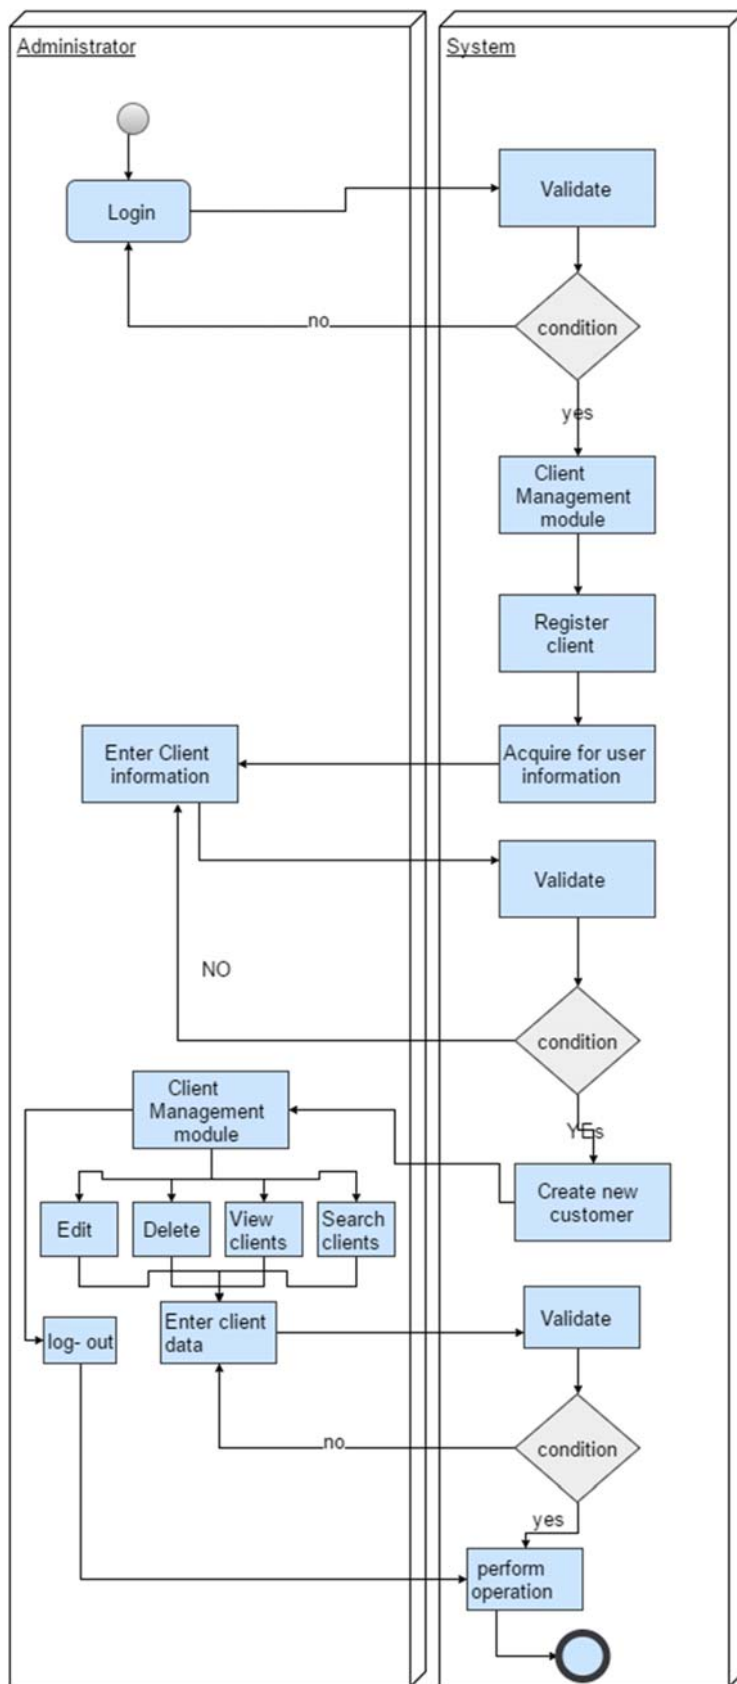 Administrator
System
Login
Validate
no
condition
yes
Client
Management
module
Register
client
Enter Client
information
Acquire for user
information
Validate
NO
condition
YEs
Client
Management
module
Create new
customer
Edit
Delete
View
clients
Search
clients
Enter client
data
Validate
log- out
no
condition
yes
perform
operation